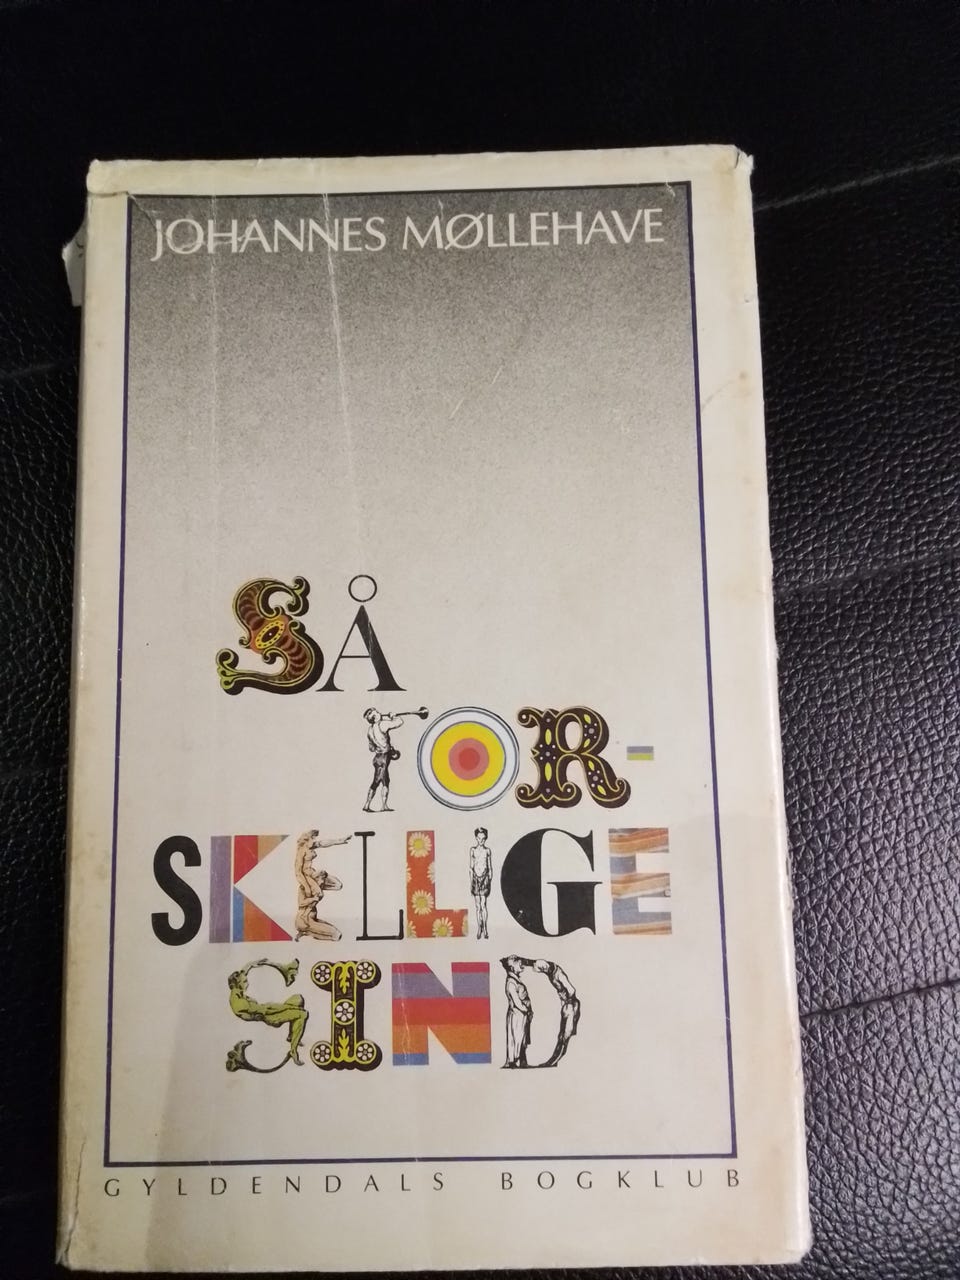 JOHANNES MØLLEHAVE
SÅ
FOR-
SKELLIGE
SIND
GYLDENDALS BOGKLUB